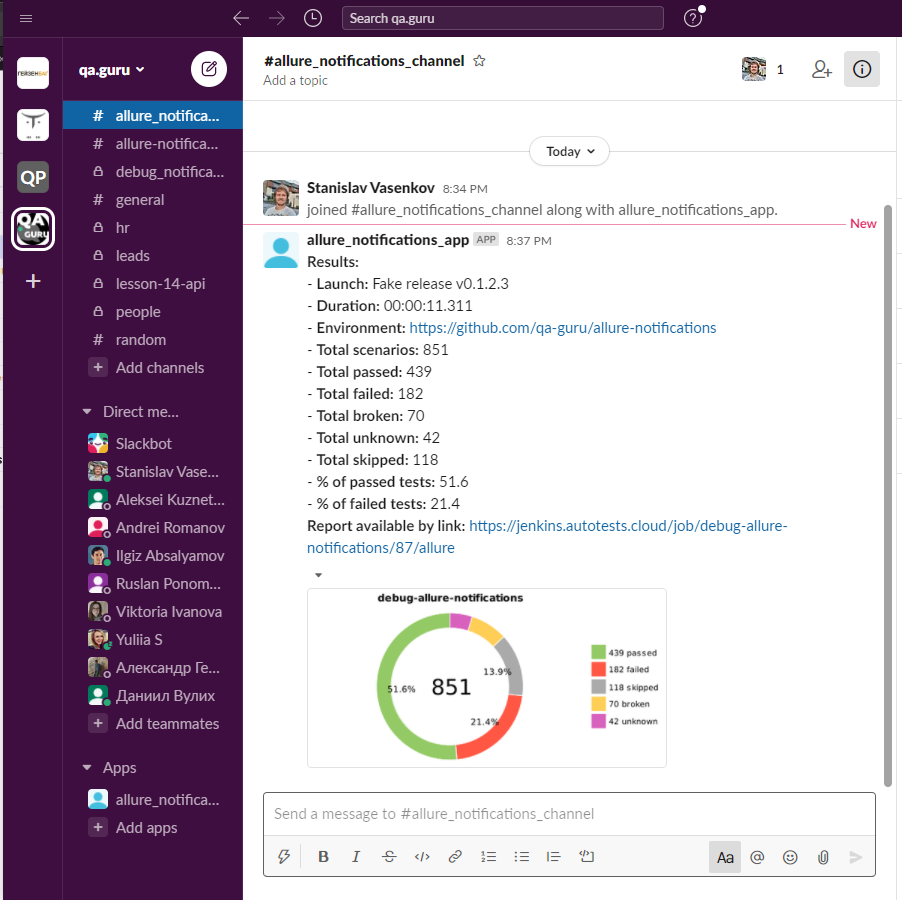 Search qa.guru
?
ГЕЙЗЕНБАГ
QP
QA
GURU
+
qa.guru
# allure_notifica...
# allure-notifica...
debug_notifica...
# general
hr
leads
lesson-14-api
people
# random
+ Add channels
Direct me...
Slackbot
Stanislav Vase...
Aleksei Kuznet...
Andrei Romanov
Ilgiz Absalyamov
Ruslan Ponom...
Viktoria Ivanova
Yuliia S
Александр Ге...
Даниил Вулих
+ Add teammates
Apps
allure_notifica...
+ Add apps
#allure_notifications_channel
Add a topic
1
Today
Stanislav Vasenkov 8:34 PM
joined #allure_notifications_channel along with allure_notifications_app.
New
allure_notifications_app APP 8:37 PM
Results:
- Launch: Fake release v0.1.2.3
- Duration: 00:00:11.311
- Environment: https://github.com/qa-guru/allure-notifications
- Total scenarios: 851
- Total passed: 439
- Total failed: 182
- Total broken: 70
- Total unknown: 42
- Total skipped: 118
- % of passed tests: 51.6
- % of failed tests: 21.4
Report available by link: https://jenkins.autotests.cloud/job/debug-allure-
notifications/87/allure
debug-allure-notifications
13.9%
51.6%
851
21.4%
439 passed
182 failed
118 skipped
70 broken
42 unknown
Send a message to #allure_notifications_channel
B I S </> Aa @